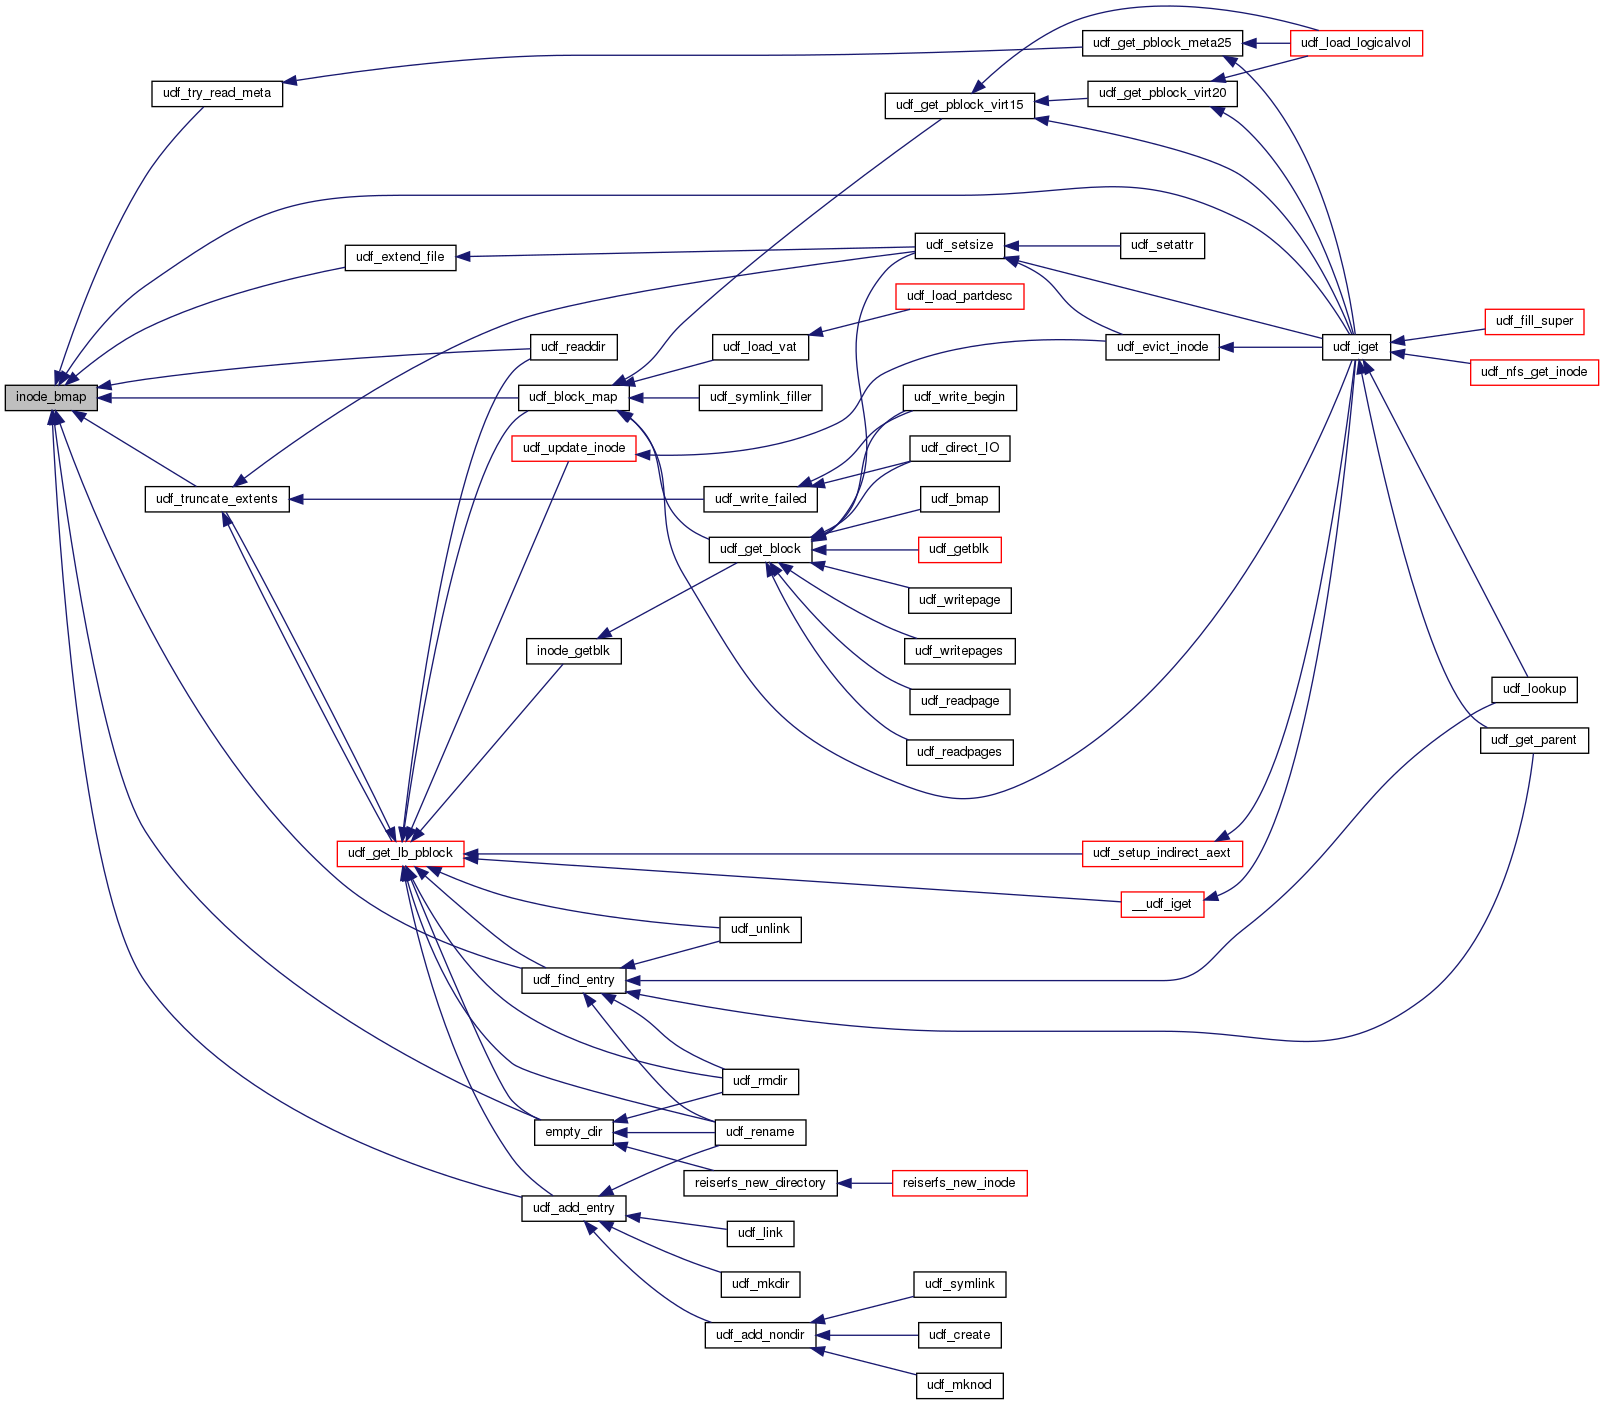 inode_bmap
udf_try_read_meta
udf_get_pblock_meta25
udf_load_logicalvol
udf_get_pblock_virt15
udf_get_pblock_virt20
udf_extend_file
udf_setsize
udf_setattr
udf_load_partdesc
udf_readdir
udf_load_vat
udf_evict_inode
udf_iget
udf_fill_super
udf_nfs_get_inode
udf_block_map
udf_symlink_filler
udf_write_begin
udf_update_inode
udf_direct_IO
udf_truncate_extents
udf_write_failed
udf_bmap
udf_get_block
udf_getblk
udf_writepage
inode_getblk
udf_writepages
udf_readpage
udf_lookup
udf_readpages
udf_get_parent
udf_get_lb_pblock
udf_setup_indirect_aext
__udf_iget
udf_unlink
udf_find_entry
udf_rmdir
empty_dir
udf_rename
reiserfs_new_directory
reiserfs_new_inode
udf_add_entry
udf_link
udf_mkdir
udf_symlink
udf_add_nondir
udf_create
udf_mknod